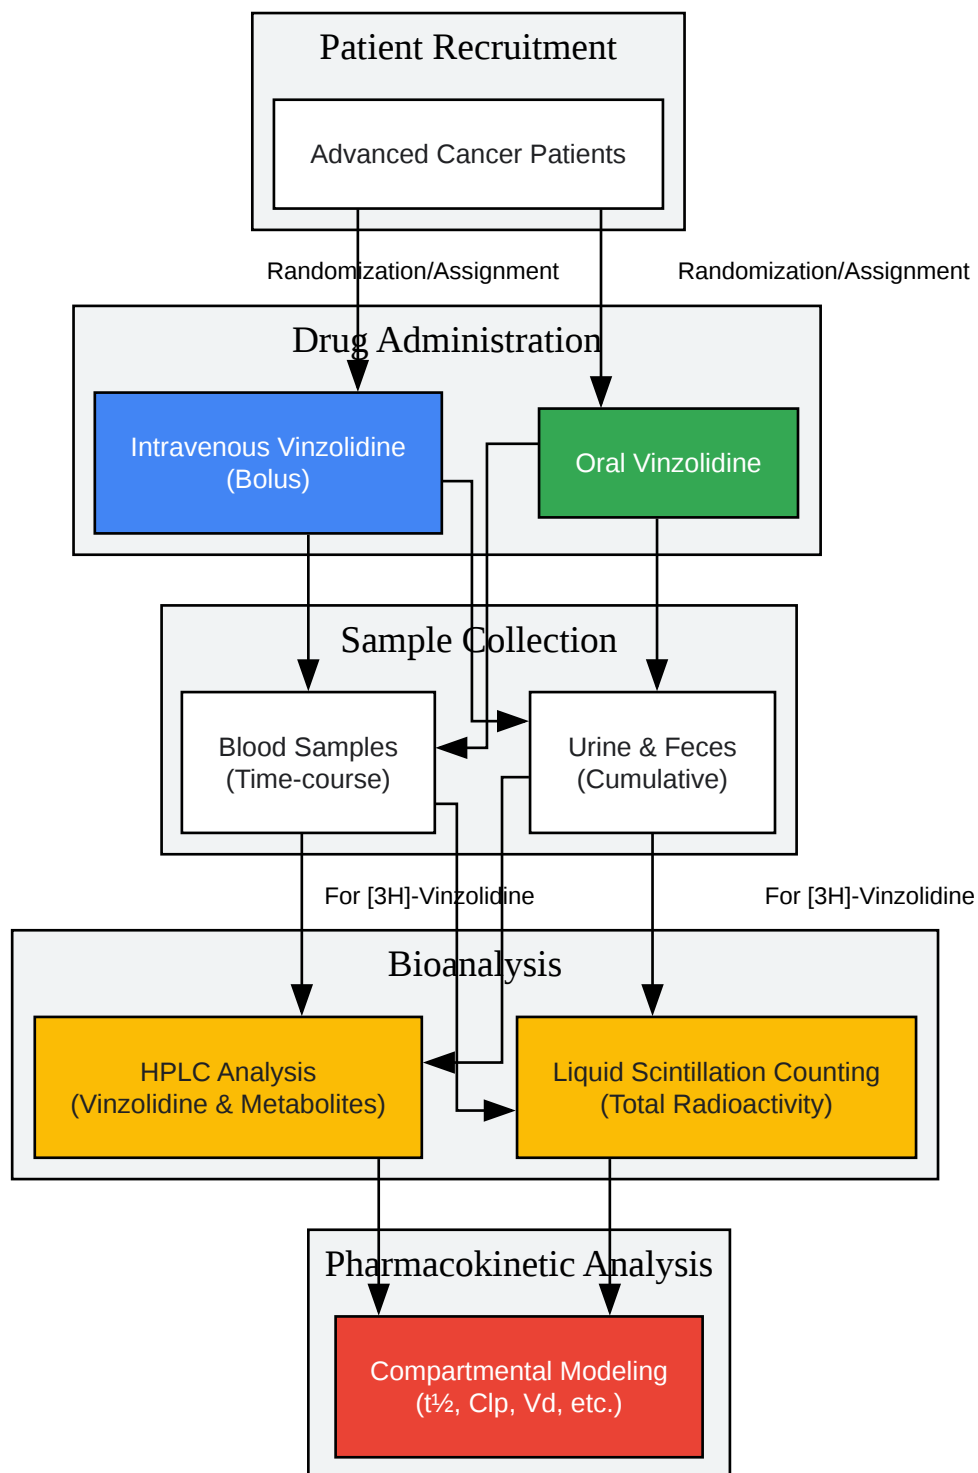 Patient Recruitment
Advanced Cancer Patients
Randomization/Assignment
Randomization/Assignment
Drug Administration
Intravenous Vinzolidine
(Bolus)
Oral Vinzolidine
Sample Collection
Blood Samples
(Time-course)
Urine & Feces
(Cumulative)
For [3H]-Vinzolidine
For [3H]-Vinzolidine
Bioanalysis
HPLC Analysis
(Vinzolidine & Metabolites)
Liquid Scintillation Counting
(Total Radioactivity)
Pharmacokinetic Analysis
Compartmental Modeling
(t½, Clp, Vd, etc.)